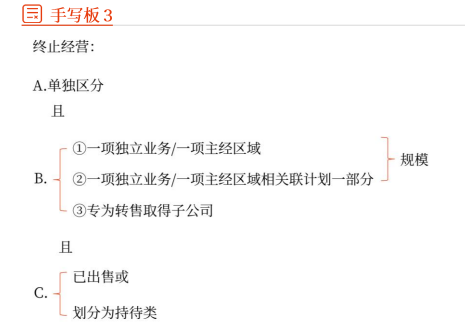 手写板 3
终止经营：
A.单独区分
且
①一项独立业务/一项主经区域
规模
B.
②一项独立业务/一项主经区域相关联计划一部分
③专为转售取得子公司
且
已出售或
C.
划分为持待类